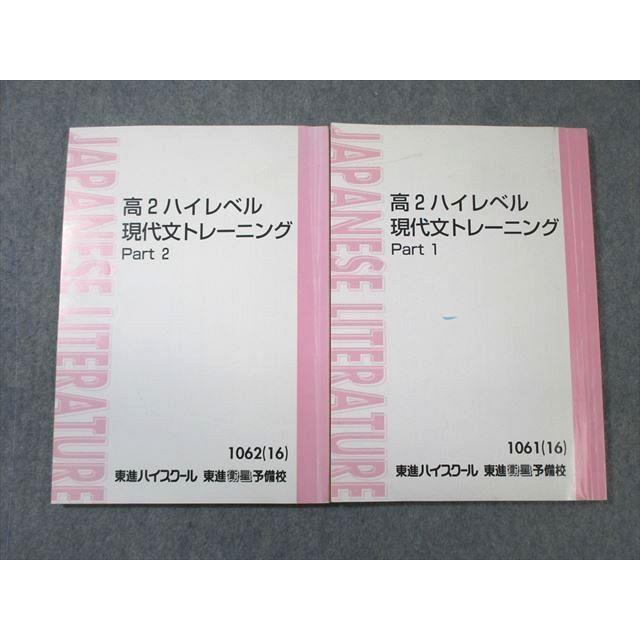 JAPANESE LITERATURE
高2ハイレベル
現代文トレーニング
Part 2
1062(16)
東進ハイスクール 東進衛星予備校
JAPANESE LITERATURE
高2ハイレベル
現代文トレーニング
Part 1
1061(16)
東進ハイスクール 東進衛星予備校